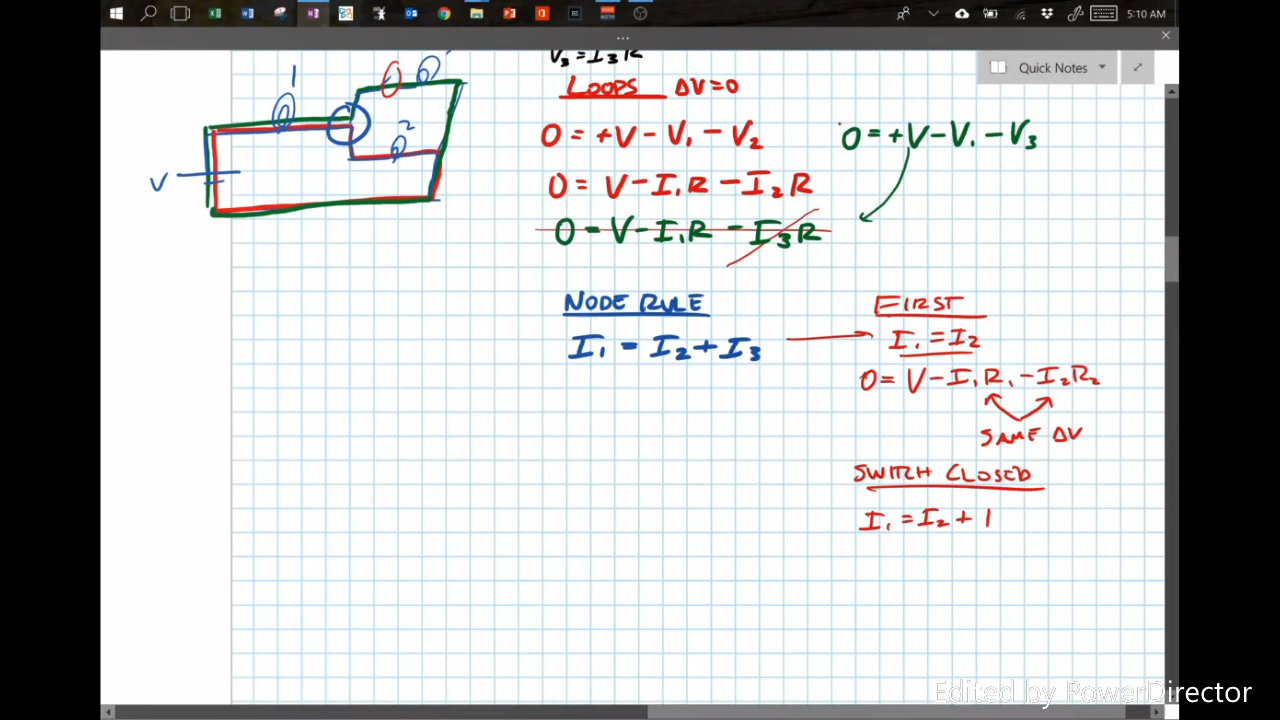 5:10 AM
Quick Notes
V₃ = I₃R
1
2
V
LOOPS ΔV=0
0 = +V - V₁ - V₂
0 = +V - V₁ - V₃
0 = V - I₁R - I₂R
0 = V - I₁R - I₃R
NODE RULE
I₁ = I₂ + I₃
FIRST
I₁ = I₂
0 = V - I₁R₁ - I₂R₂
SAME ΔV
SWITCH CLOSED
I₁ = I₂ + 1
Edited by PowerDirector